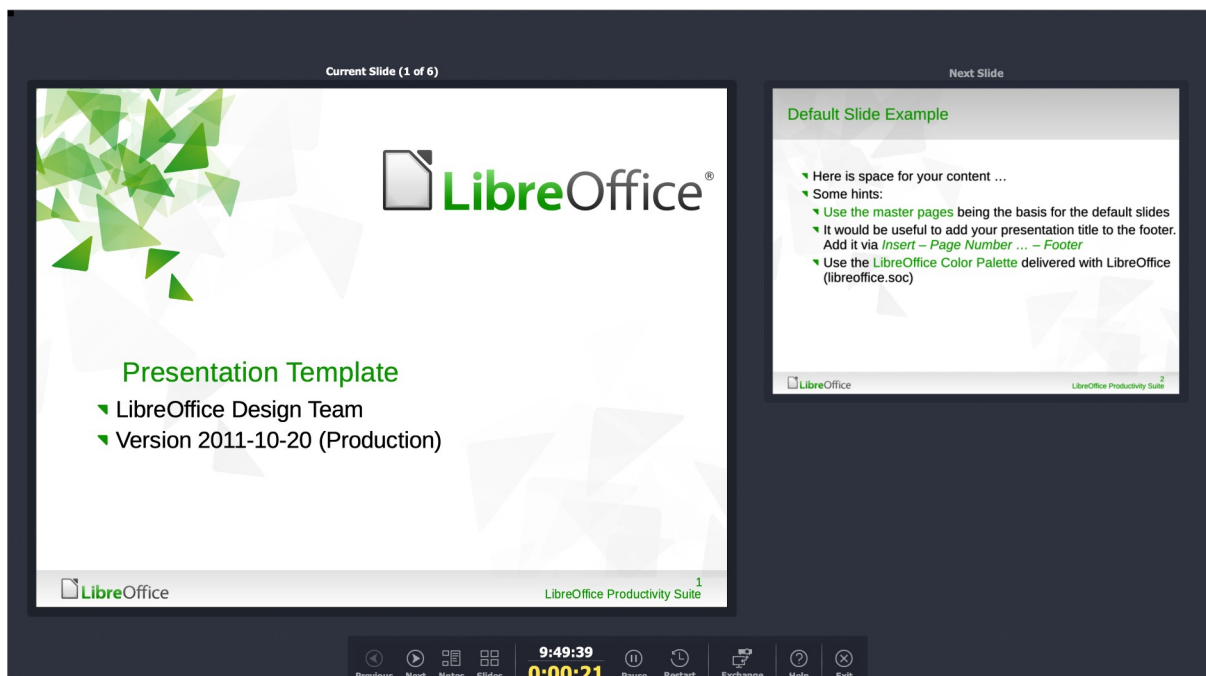 Current Slide (1 of 6)
LibreOffice®
Presentation Template
LibreOffice Design Team
Version 2011-10-20 (Production)
LibreOffice
1
LibreOffice Productivity Suite
Next Slide
Default Slide Example
Here is space for your content …
Some hints:
Use the master pages being the basis for the default slides
It would be useful to add your presentation title to the footer.
Add it via Insert – Page Number … – Footer
Use the LibreOffice Color Palette delivered with LibreOffice
(libreoffice.soc)
LibreOffice
2
LibreOffice Productivity Suite
9:49:39
0:00:21
Previous Next Notes Slides Pause Restart Exchange Help Exit